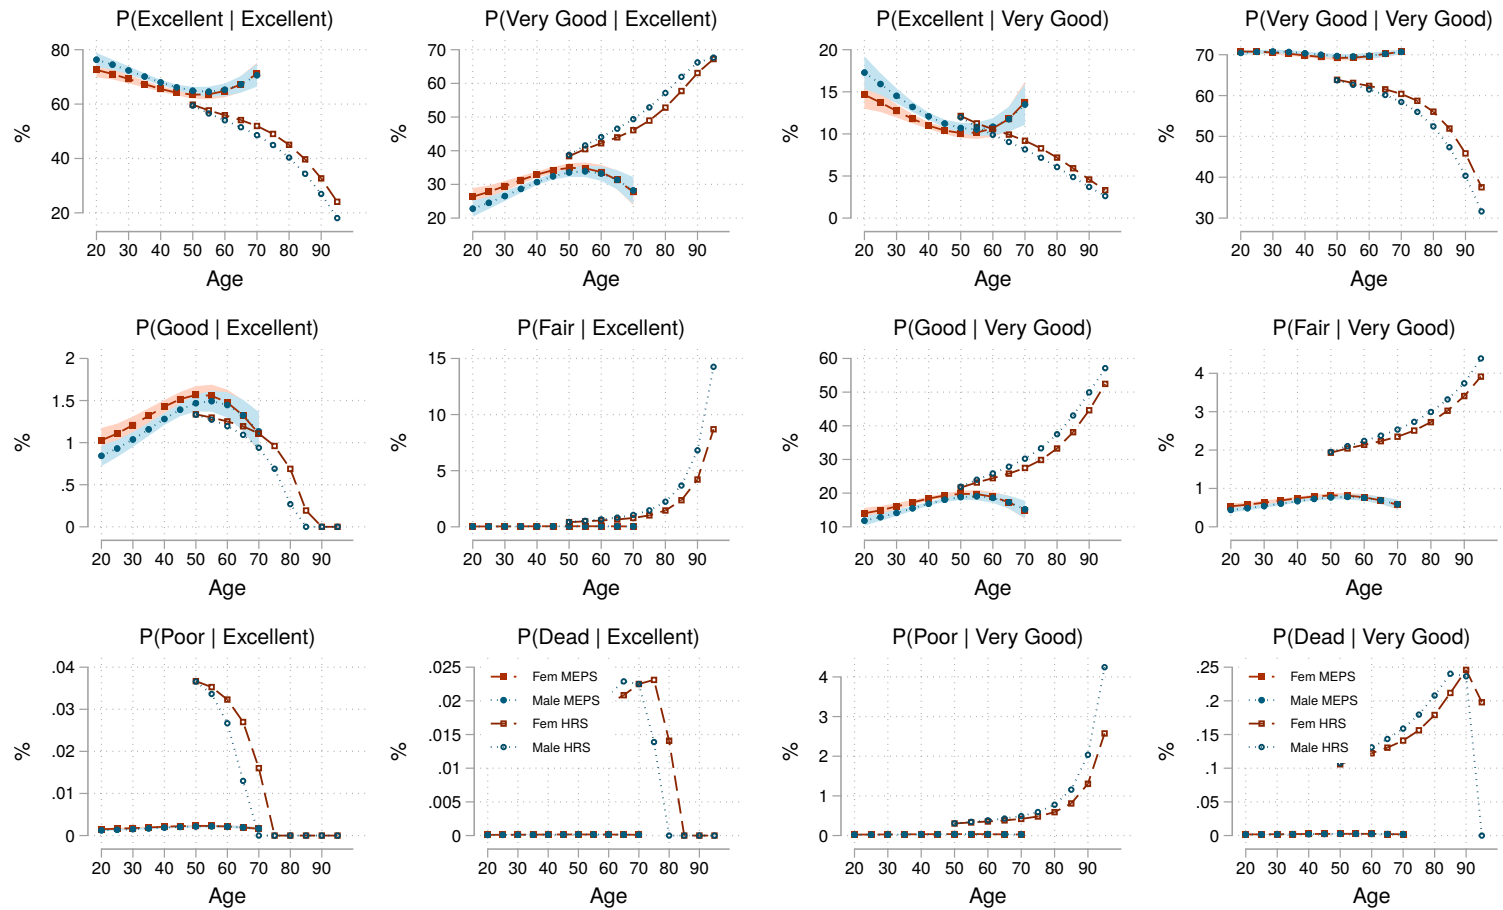 P(Excellent | Excellent)
80
60
40
20
%
20 30 40 50 60 70 80 90
Age
P(Very Good | Excellent)
70
60
50
40
30
20
%
20 30 40 50 60 70 80 90
Age
P(Excellent | Very Good)
20
15
10
5
0
%
20 30 40 50 60 70 80 90
Age
P(Very Good | Very Good)
70
60
50
40
30
%
20 30 40 50 60 70 80 90
Age
P(Good | Excellent)
2
1.5
1
.5
0
%
20 30 40 50 60 70 80 90
Age
P(Fair | Excellent)
15
10
5
0
%
20 30 40 50 60 70 80 90
Age
P(Good | Very Good)
60
50
40
30
20
10
%
20 30 40 50 60 70 80 90
Age
P(Fair | Very Good)
4
3
2
1
0
%
20 30 40 50 60 70 80 90
Age
P(Poor | Excellent)
.04
.03
.02
.01
0
%
20 30 40 50 60 70 80 90
Age
P(Dead | Excellent)
.025
.02
.015
.01
.005
0
%
Fem MEPS
Male MEPS
Fem HRS
Male HRS
20 30 40 50 60 70 80 90
Age
P(Poor | Very Good)
4
3
2
1
0
%
20 30 40 50 60 70 80 90
Age
P(Dead | Very Good)
.25
.2
.15
.1
.05
0
%
Fem MEPS
Male MEPS
Fem HRS
Male HRS
20 30 40 50 60 70 80 90
Age